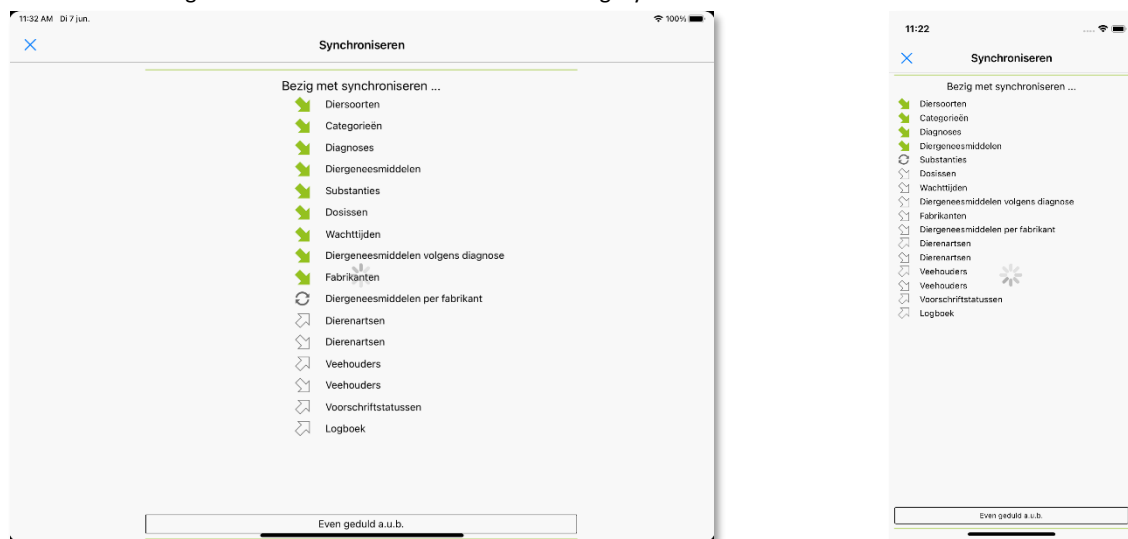 11:32 AM Di 7 jun.
100%
Synchroniseren
Bezig met synchroniseren ...
Diersoorten
Categorieën
Diagnoses
Diergeneesmiddelen
Substanties
Dosissen
Wachttijden
Diergeneesmiddelen volgens diagnose
Fabrikanten
Diergeneesmiddelen per fabrikant
Dierenartsen
Dierenartsen
Veehouders
Veehouders
Voorschriftstatussen
Logboek
Even geduld a.u.b.
11:22
Synchroniseren
Bezig met synchroniseren ...
Diersoorten
Categorieën
Diagnoses
Diergeneesmiddelen
Substanties
Dosissen
Wachttijden
Diergeneesmiddelen volgens diagnose
Fabrikanten
Diergeneesmiddelen per fabrikant
Dierenartsen
Dierenartsen
Veehouders
Veehouders
Voorschriftstatussen
Logboek
Even geduld a.u.b.